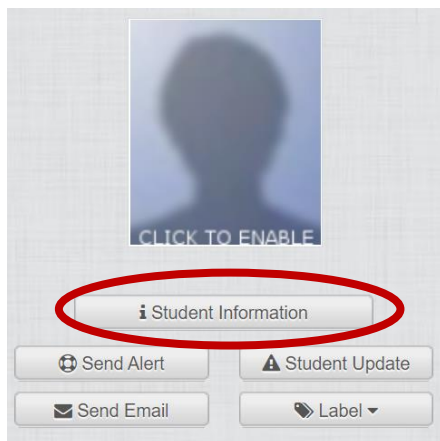 CLICK TO ENABLE
Student Information
Send Alert
Student Update
Send Email
Label